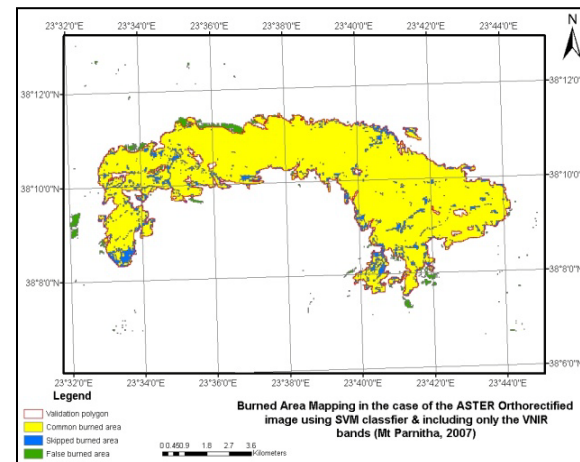 23°32'0"E 23°34'0"E 23°36'0"E 23°38'0"E 23°40'0"E 23°42'0"E 23°44'0"E
N
38°12'0"N
38°12'0"N
38°10'0"N
38°10'0"N
38°8'0"N
38°8'0"N
38°6'0"N
23°32'0"E 23°34'0"E 23°36'0"E 23°38'0"E 23°40'0"E 23°42'0"E 23°44'0"E
Legend
Validation polygon
Common burned area
Skipped burned area
False burned area
0 0.450.9 1.8 2.7 3.6
Kilometers
Burned Area Mapping in the case of the ASTER Orthorectified
image using SVM classfier & including only the VNIR
bands (Mt Parnitha, 2007)